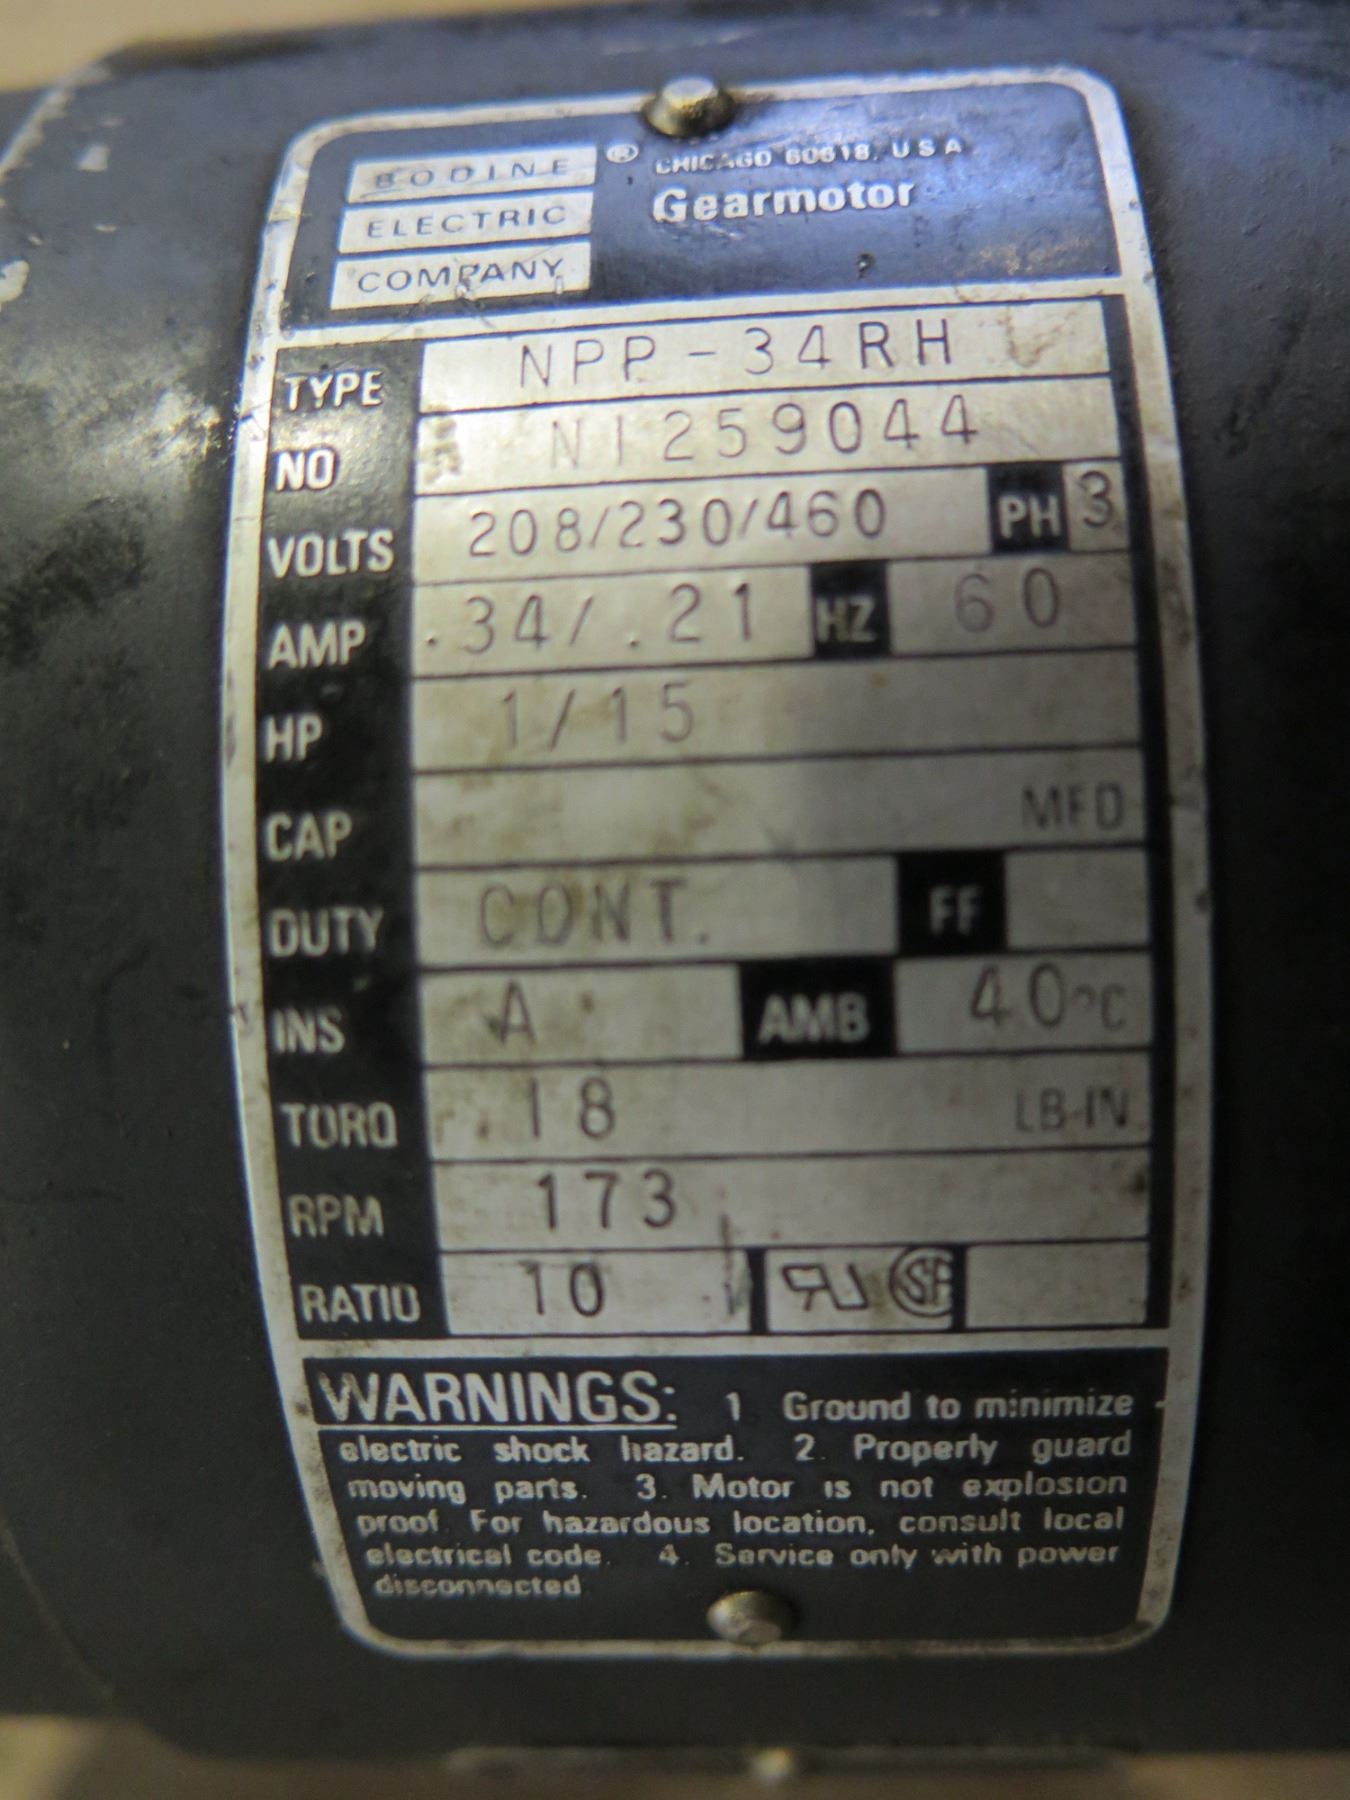 BODINE
ELECTRIC
COMPANY ®
CHICAGO 60618, U S A
Gearmotor
TYPE NPP-34RH
NO N1259044
VOLTS 208/230/460 PH 3
AMP .34/.21 HZ 60
HP 1/15
CAP MFD
DUTY CONT. FF
INS A AMB 40°C
TORQ 18 LB-IN
RPM 173
RATIO 10 RU SA
WARNINGS: 1 Ground to minimize
electric shock hazard. 2. Properly guard
moving parts. 3. Motor is not explosion
proof. For hazardous location, consult local
electrical code. 4. Service only with power
disconnected